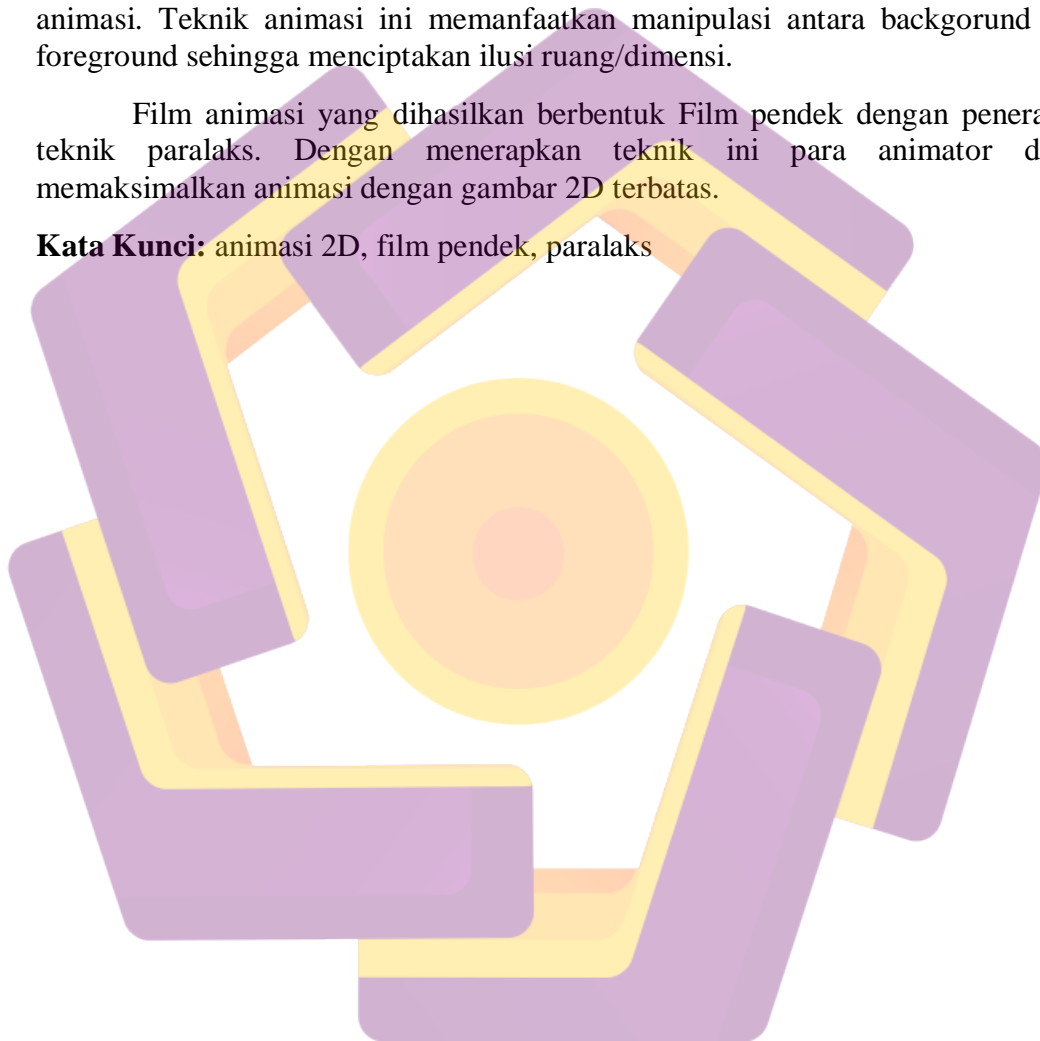 animasi. Teknik animasi ini memanfaatkan manipulasi antara backgorund
foreground sehingga menciptakan ilusi ruang/dimensi.
Film animasi yang dihasilkan berbentuk Film pendek dengan penera
teknik paralaks. Dengan menerapkan teknik ini para animator d
memaksimalkan animasi dengan gambar 2D terbatas.
Kata Kunci: animasi 2D, film pendek, paralaks